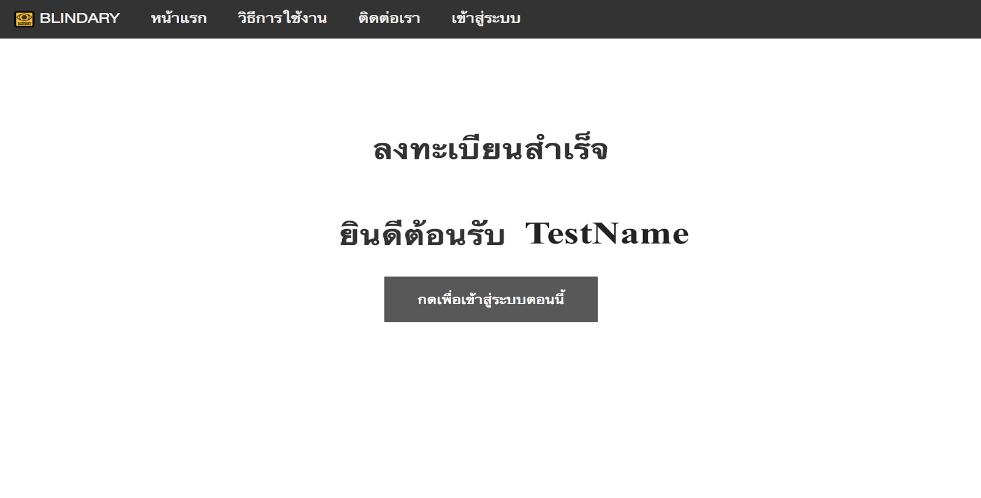 BLINDARY หน้าแรก วิธีการใช้งาน ติดต่อเรา เข้าสู่ระบบ
ลงทะเบียนสำเร็จ
ยินดีต้อนรับ TestName
กดเพื่อเข้าสู่ระบบตอนนี้